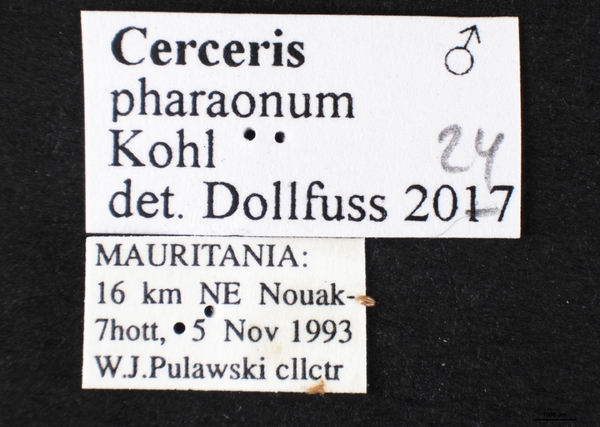 Cerceris ♂
pharaonum
Kohl 24
det. Dollfuss 2017
MAURITANIA:
16 km NE Nouak-
7hott, 5 Nov 1993
W.J.Pulawski cllctr